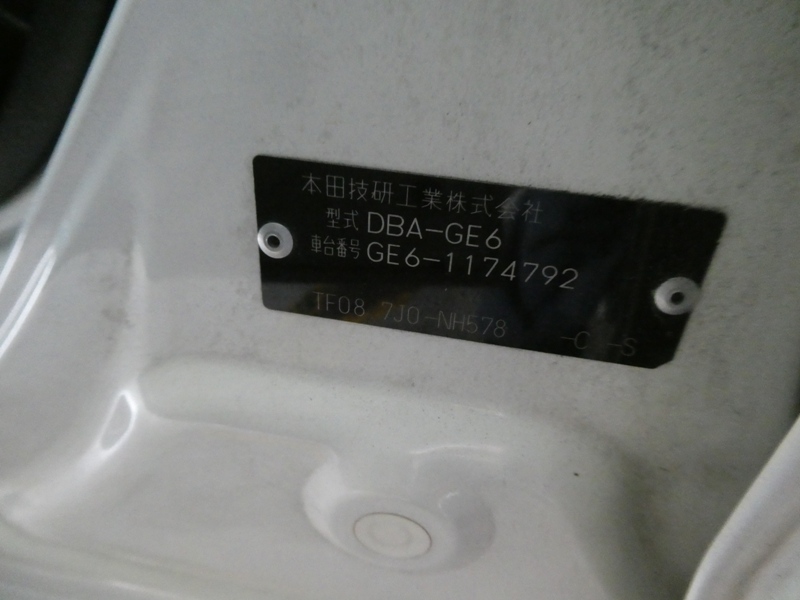 本田技研工業株式会社
型式 DBA-GE6
車台番号 GE6-1174792
TF08 7J0-NH578 -C -S